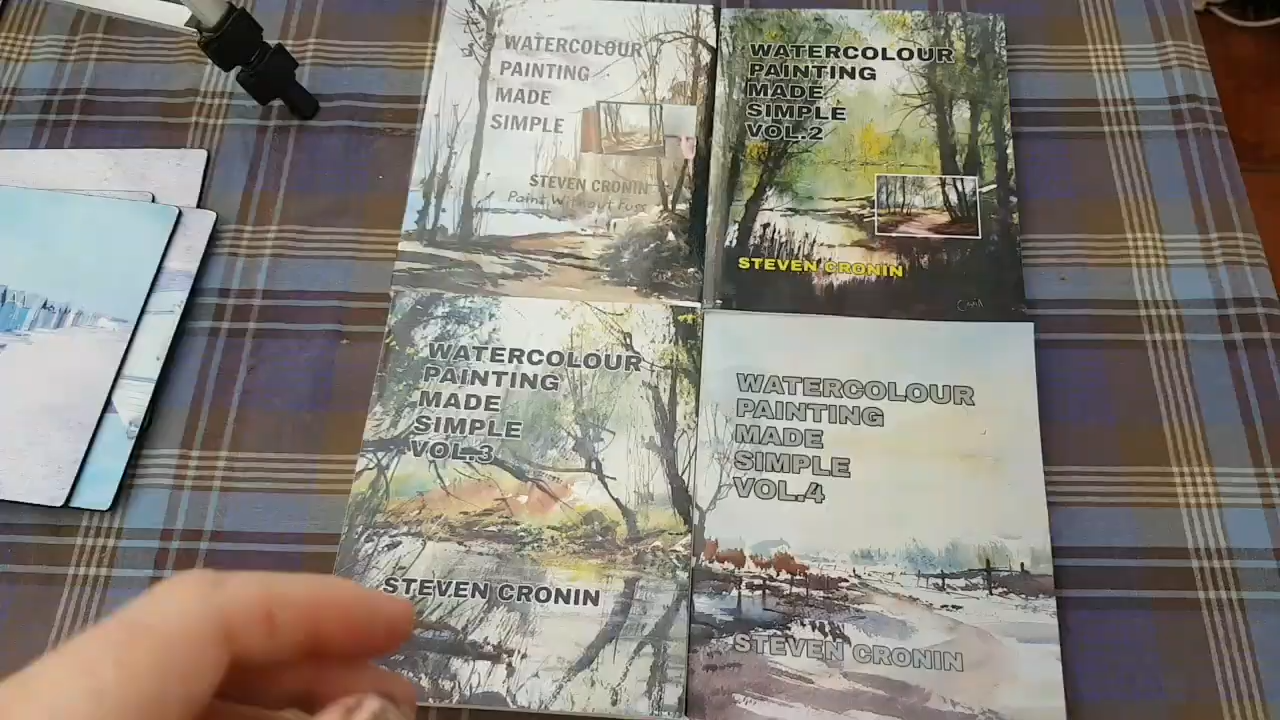 WATERCOLOUR
PAINTING
MADE
SIMPLE
STEVEN CRONIN
Paint Without Fuss
WATERCOLOUR
PAINTING
MADE
SIMPLE
VOL.2
STEVEN CRONIN
WATERCOLOUR
PAINTING
MADE
SIMPLE
VOL.3
STEVEN CRONIN
WATERCOLOUR
PAINTING
MADE
SIMPLE
VOL.4
STEVEN CRONIN